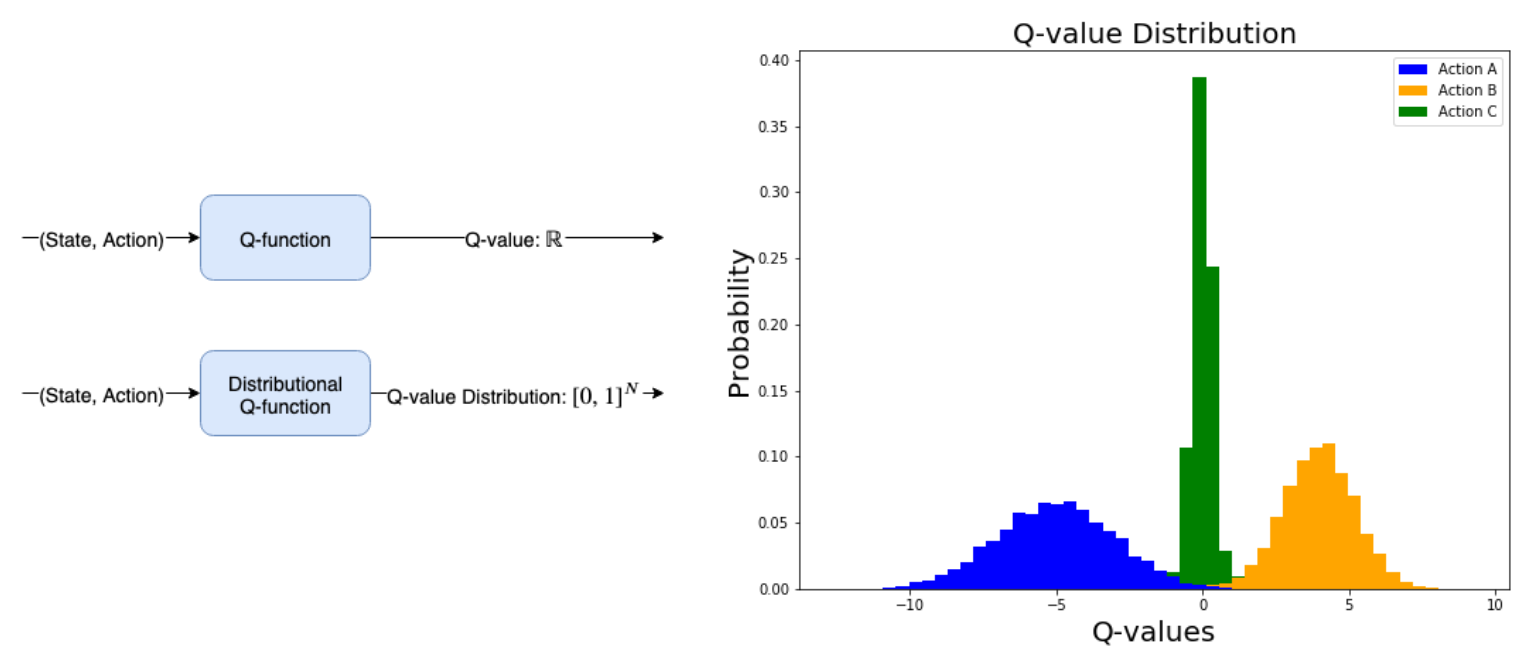 (State, Action)
Q-function
Q-value: ℝ
(State, Action)
Distributional
Q-function
Q-value Distribution: [0, 1]^N
Q-value Distribution
Action A
Action B
Action C
Probability
0.40
0.35
0.30
0.25
0.20
0.15
0.10
0.05
0.00
−10
−5
0
5
10
Q-values